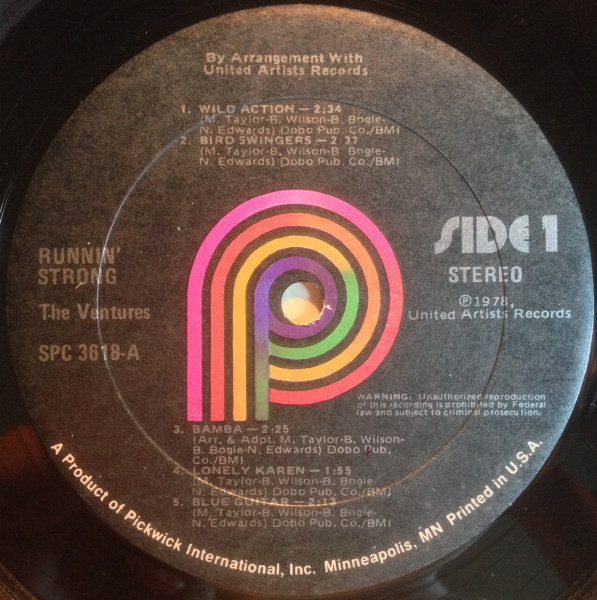 By Arrangement With
United Artists Records
1. WILD ACTION — 2:34
(M. Taylor-B. Wilson-B. Bogle-
N. Edwards) Dobo Pub. Co./BMI
2. BIRD SWINGERS — 2:37
(M. Taylor-B. Wilson-B. Bogle-
N. Edwards) Dobo Pub. Co./BMI
SIDE 1
STEREO
℗1978,
United Artists Records
RUNNIN'
STRONG
The Ventures
SPC 3618-A
WARNING: Unauthorized reproduction
of this recording is prohibited by Federal
law and subject to criminal prosecution.
3. BAMBA — 2:25
(Arr. & Adpt. M. Taylor-B. Wilson-
B. Bogle-N. Edwards) Dobo Pub,
Co./BMI
4. LONELY KAREN — 1:55
(M. Taylor-B. Wilson-B. Bogle-
N. Edwards) Dobo Pub. Co./BMI
5. BLUE GUITAR — 2:13
(M. Taylor-B. Wilson-B. Bogle-
N. Edwards) Dobo Pub. Co./BMI
A Product of Pickwick International, Inc. Minneapolis, MN Printed in U.S.A.